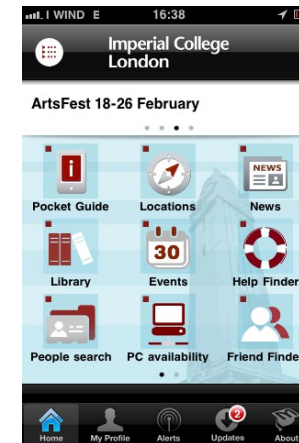 I WIND E 16:38
Imperial College
London
ArtsFest 18-26 February
i
NEWS
Pocket Guide Locations News
30
Library Events Help Finder
People search PC availability Friend Finde
2
Home My Profile Alerts Updates About